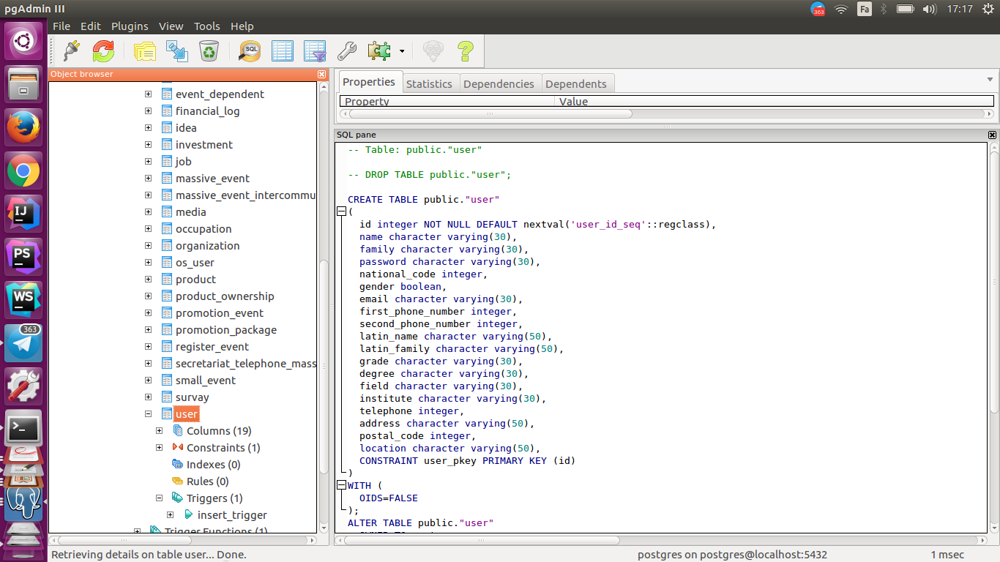 pgAdmin III
363
Fa
17:17
File Edit Plugins View Tools Help
SQL
Object browser
event_dependent
financial_log
idea
investment
job
massive_event
massive_event_intercommu
media
occupation
organization
os_user
product
product_ownership
promotion_event
promotion_package
register_event
secretariat_telephone_mass
small_event
survay
user
Columns (19)
Constraints (1)
Indexes (0)
Rules (0)
Triggers (1)
insert_trigger
Trigger Functions (1)
IJ
PS
WS
363
Properties Statistics Dependencies Dependents
Property Value
SQL pane
-- Table: public."user"
-- DROP TABLE public."user";
CREATE TABLE public."user"
(
id integer NOT NULL DEFAULT nextval('user_id_seq'::regclass),
name character varying(30),
family character varying(30),
password character varying(30),
national_code integer,
gender boolean,
email character varying(30),
first_phone_number integer,
second_phone_number integer,
latin_name character varying(50),
latin_family character varying(50),
grade character varying(30),
degree character varying(30),
field character varying(30),
institute character varying(30),
telephone integer,
address character varying(50),
postal_code integer,
location character varying(50),
CONSTRAINT user_pkey PRIMARY KEY (id)
)
WITH (
OIDS=FALSE
);
ALTER TABLE public."user"
Retrieving details on table user... Done. postgres on postgres@localhost:5432 1 msec